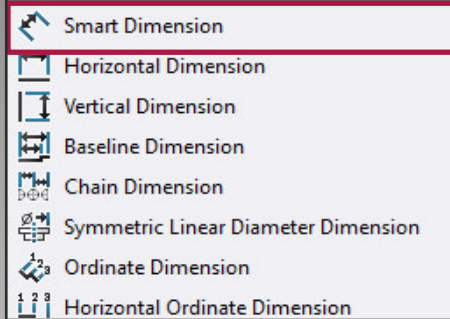 Smart Dimension
Horizontal Dimension
Vertical Dimension
Baseline Dimension
Chain Dimension
Symmetric Linear Diameter Dimension
Ordinate Dimension
Horizontal Ordinate Dimension